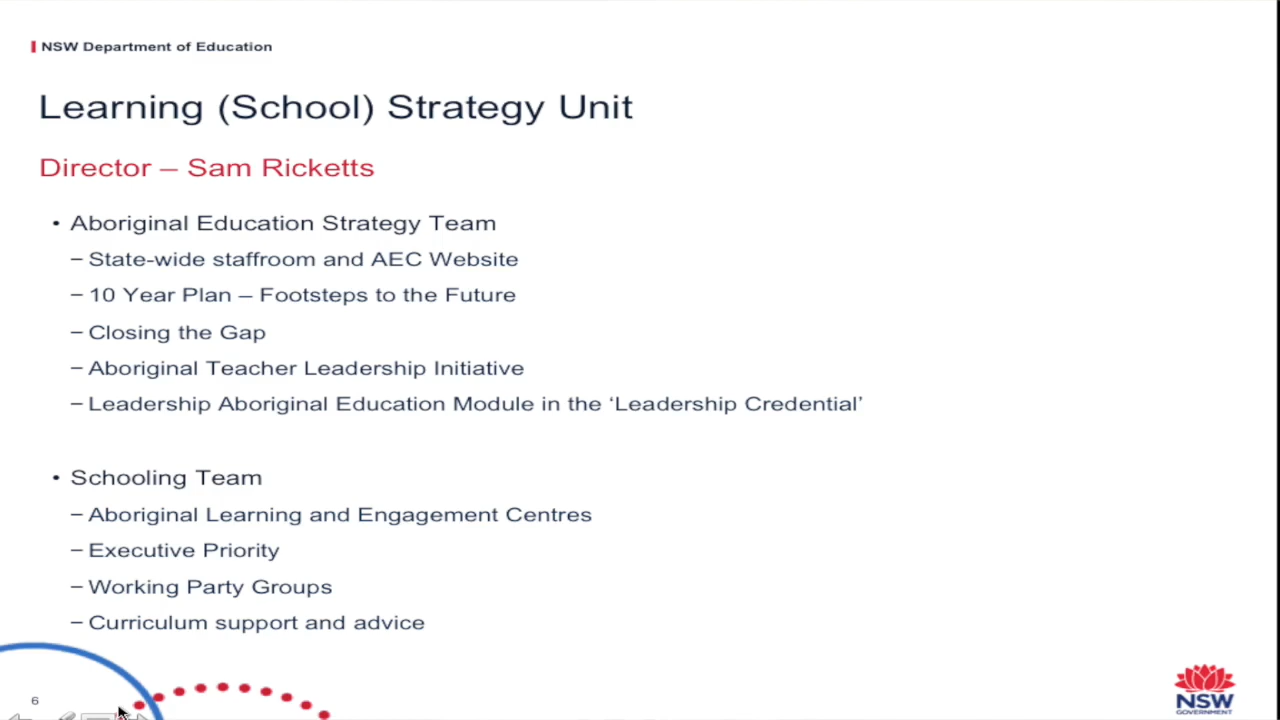 NSW Department of Education
Learning (School) Strategy Unit
Director – Sam Ricketts
• Aboriginal Education Strategy Team
– State-wide staffroom and AEC Website
– 10 Year Plan – Footsteps to the Future
– Closing the Gap
– Aboriginal Teacher Leadership Initiative
– Leadership Aboriginal Education Module in the ‘Leadership Credential’
• Schooling Team
– Aboriginal Learning and Engagement Centres
– Executive Priority
– Working Party Groups
– Curriculum support and advice
6
NSW
GOVERNMENT